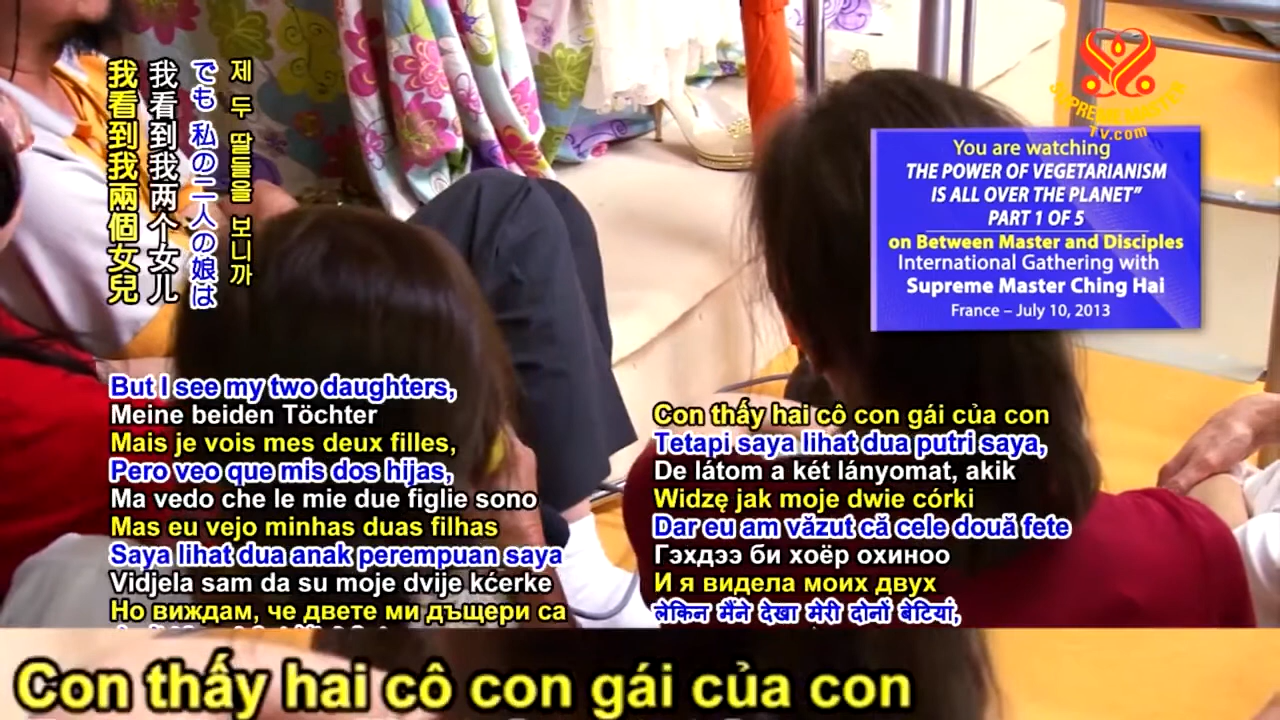 我看到我兩個女兒
我看到我两个女儿
でも 私の二人の娘は
제 두 딸들을 보니까
SUPREME MASTER
TV.com
You are watching
THE POWER OF VEGETARIANISM
IS ALL OVER THE PLANET”
PART 1 OF 5
on Between Master and Disciples
International Gathering with
Supreme Master Ching Hai
France – July 10, 2013
But I see my two daughters,
Meine beiden Töchter
Mais je vois mes deux filles,
Pero veo que mis dos hijas,
Ma vedo che le mie due figlie sono
Mas eu vejo minhas duas filhas
Saya lihat dua anak perempuan saya
Vidjela sam da su moje dvije kćerke
Но виждам, че двете ми дъщери са
Con thấy hai cô con gái của con
Tetapi saya lihat dua putri saya,
De látom a két lányomat, akik
Widzę jak moje dwie córki
Dar eu am văzut că cele două fete
Гэхдээ би хоёр охиноо
И я видела моих двух
लेकिन मैंने देखा मेरी दोनों बेटियां,
Con thấy hai cô con gái của con